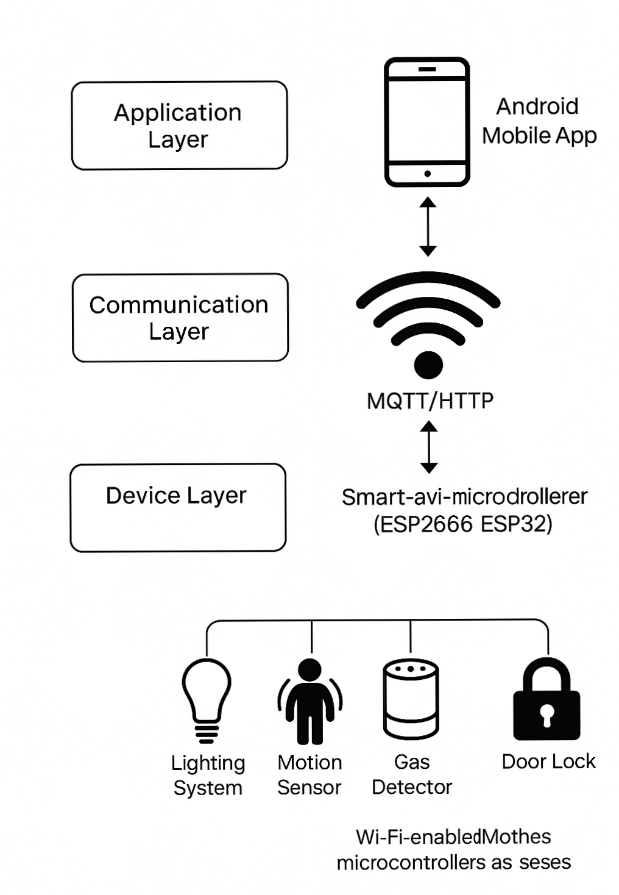 Application
Layer
Android
Mobile App
Communication
Layer
MQTT/HTTP
Device Layer
Smart-avi-microdrollerer
(ESP2666 ESP32)
Lighting
System
Motion
Sensor
Gas
Detector
Door Lock
Wi-Fi-enabledMothes
microcontrollers as seses